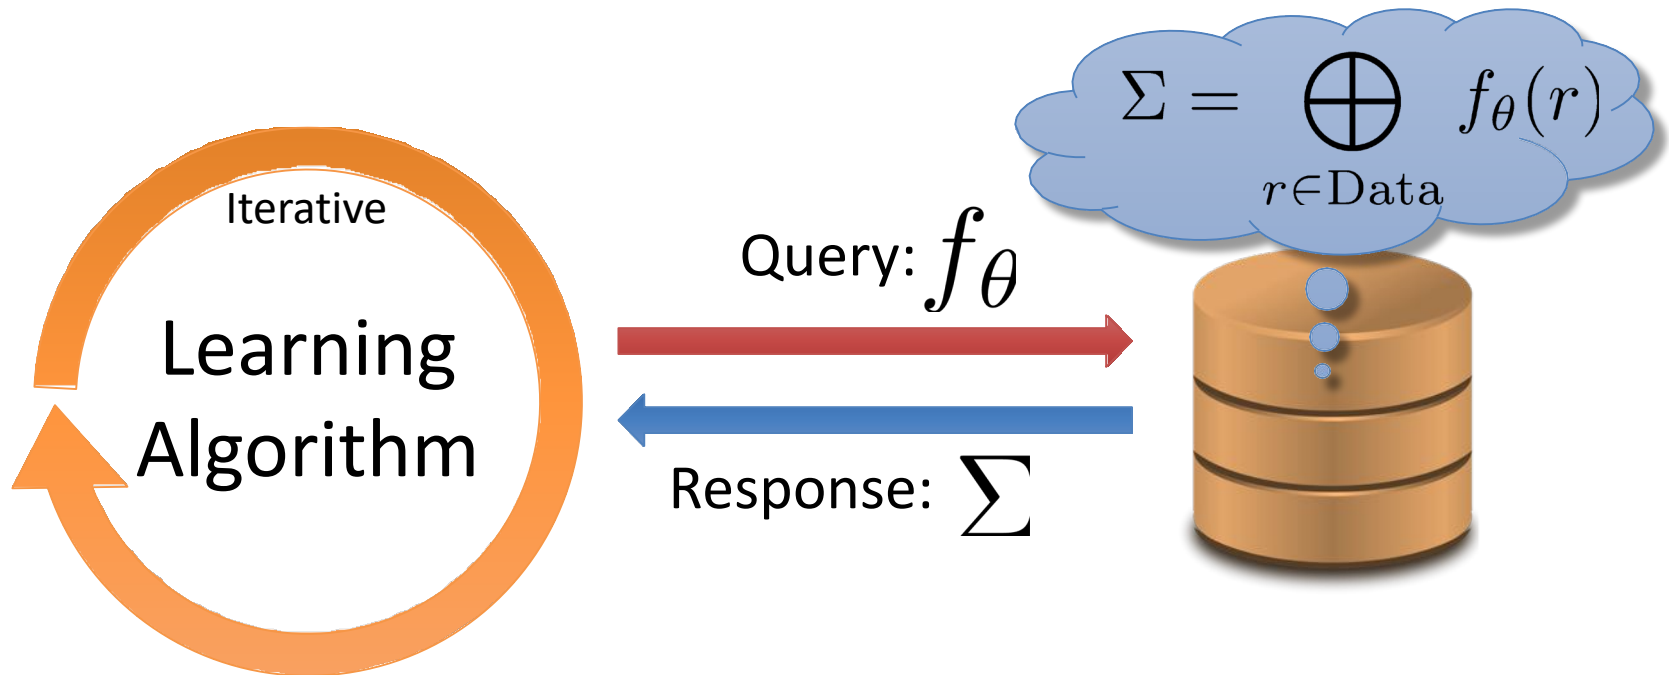 Iterative
Learning
Algorithm
Query: f_θ
Response: Σ
Σ = ⊕ f_θ(r)
r∈Data